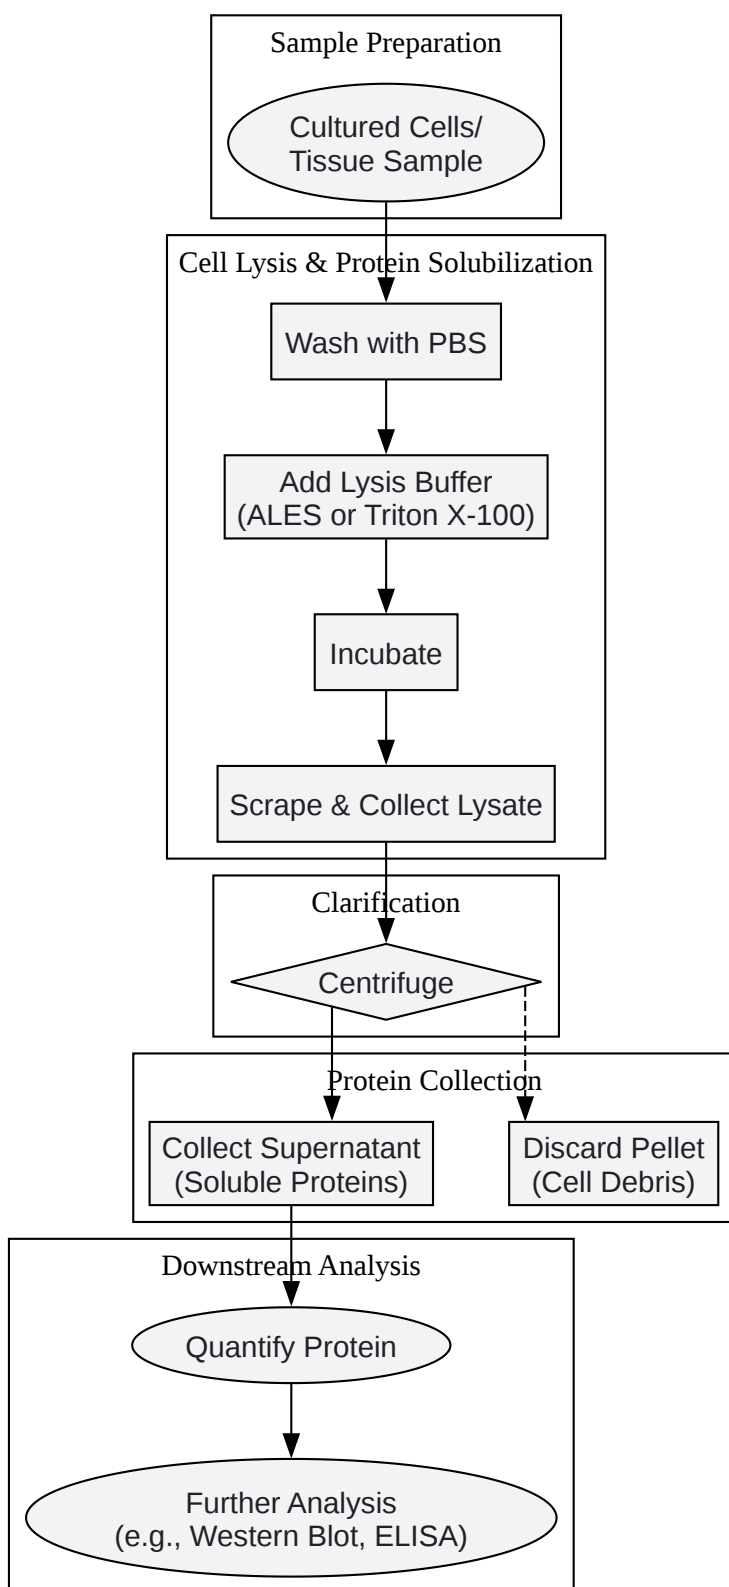 Sample Preparation
Cultured Cells/
Tissue Sample
Cell Lysis & Protein Solubilization
Wash with PBS
Add Lysis Buffer
(ALES or Triton X-100)
Incubate
Scrape & Collect Lysate
Clarification
Centrifuge
Protein Collection
Collect Supernatant
(Soluble Proteins)
Discard Pellet
(Cell Debris)
Downstream Analysis
Quantify Protein
Further Analysis
(e.g., Western Blot, ELISA)